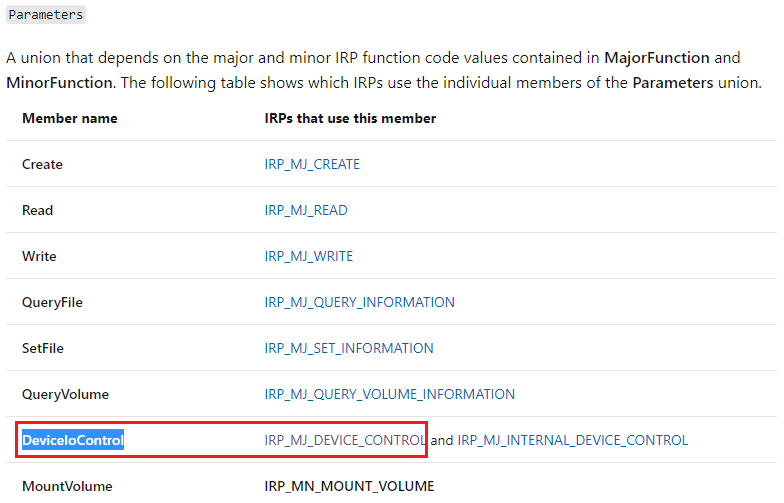 Parameters
A union that depends on the major and minor IRP function code values contained in MajorFunction and
MinorFunction. The following table shows which IRPs use the individual members of the Parameters union.
Member name IRPs that use this member
Create IRP_MJ_CREATE
Read IRP_MJ_READ
Write IRP_MJ_WRITE
QueryFile IRP_MJ_QUERY_INFORMATION
SetFile IRP_MJ_SET_INFORMATION
QueryVolume IRP_MJ_QUERY_VOLUME_INFORMATION
DeviceIoControl IRP_MJ_DEVICE_CONTROL and IRP_MJ_INTERNAL_DEVICE_CONTROL
MountVolume IRP_MN_MOUNT_VOLUME